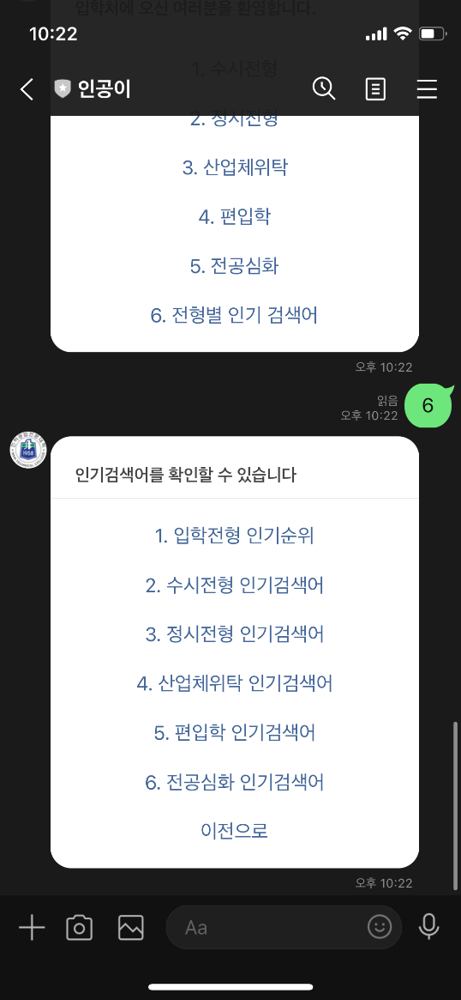 입학처에 오신 여러분을 환영합니다.
10:22
1. 수시전형
인공이
2. 정시전형
3. 산업체위탁
4. 편입학
5. 전공심화
6. 전형별 인기 검색어
오후 10:22
읽음
오후 10:22
6
1958
인기검색어를 확인할 수 있습니다
1. 입학전형 인기순위
2. 수시전형 인기검색어
3. 정시전형 인기검색어
4. 산업체위탁 인기검색어
5. 편입학 인기검색어
6. 전공심화 인기검색어
이전으로
오후 10:22
Aa